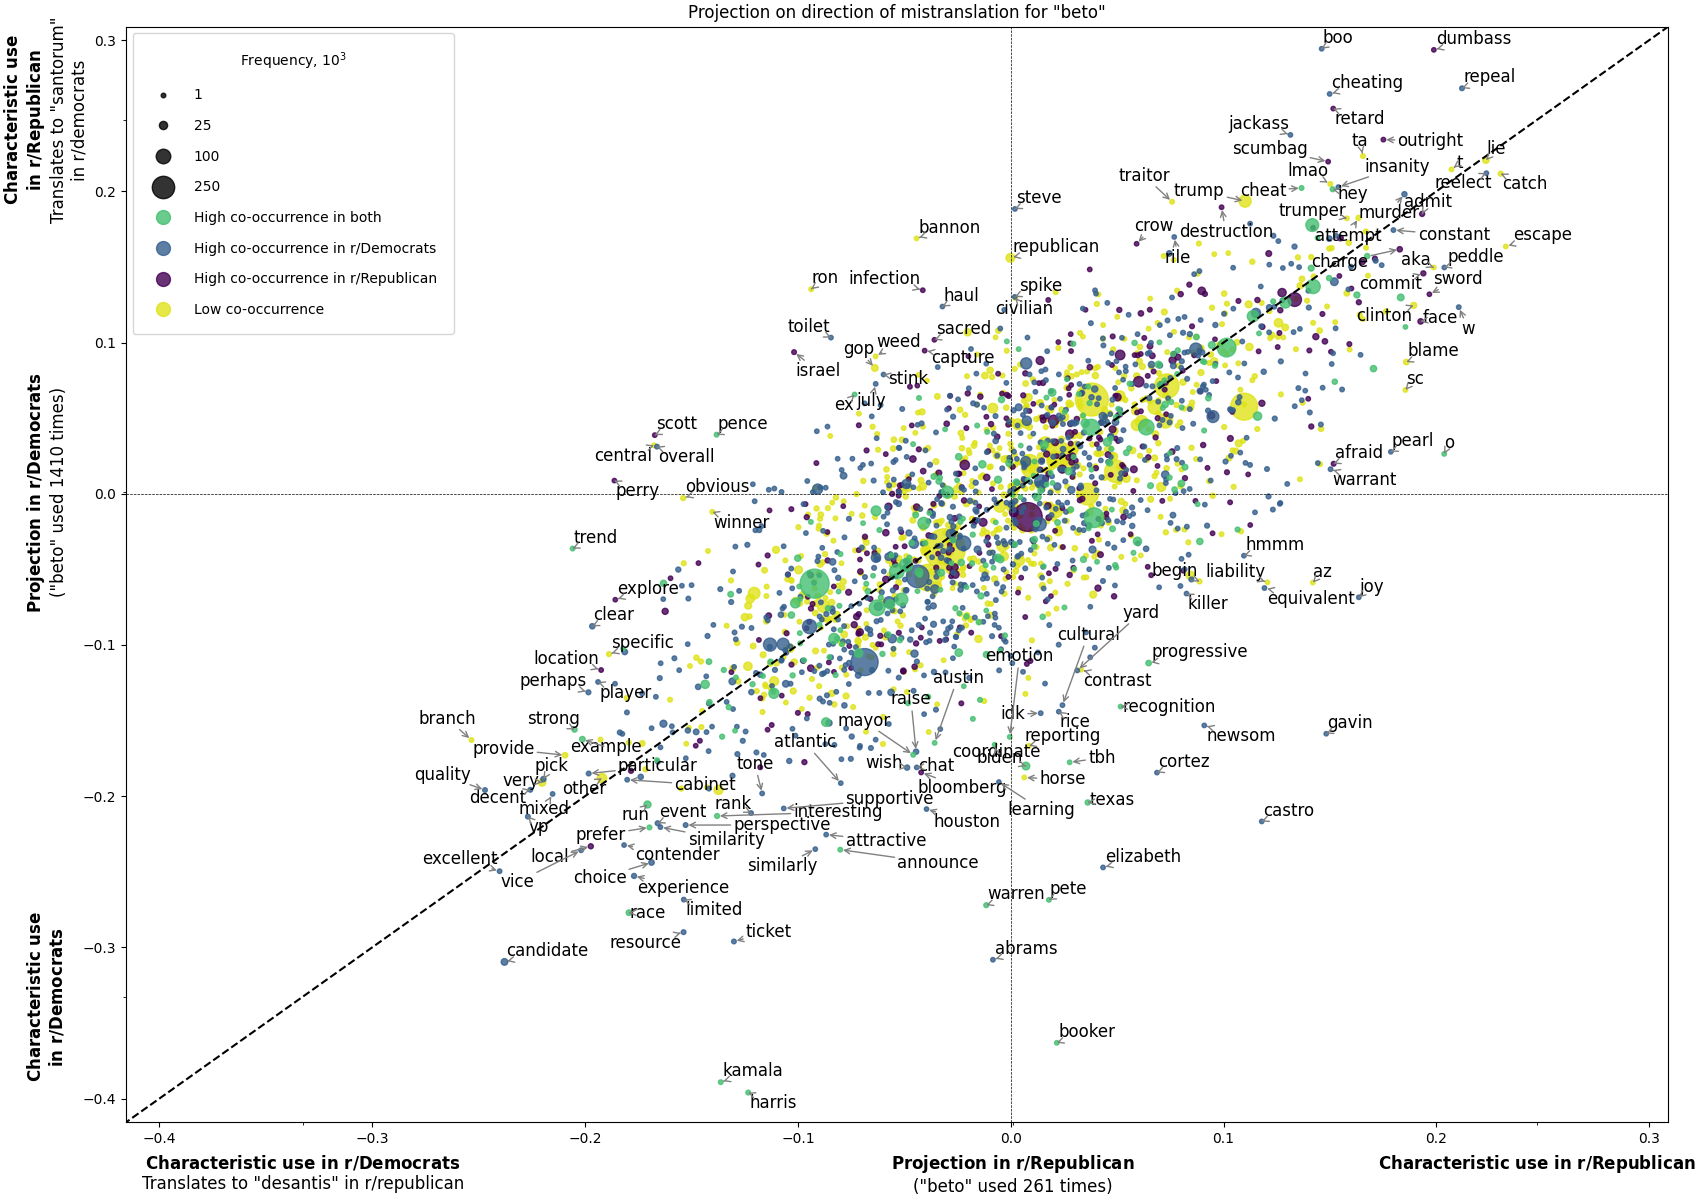 Projection on direction of mistranslation for "beto"
Characteristic use
in r/Republican
Translates to "santorum"
in r/democrats
Projection in r/Democrats
("beto" used 1410 times)
Characteristic use
in r/Democrats
0.3
0.2
0.1
0.0
−0.1
−0.2
−0.3
−0.4
Frequency, 10³
1
25
100
250
High co-occurrence in both
High co-occurrence in r/Democrats
High co-occurrence in r/Republican
Low co-occurrence
boo
dumbass
cheating
repeal
retard
jackass
ta
outright
scumbag
lie
lmao
insanity
t
traitor
trump
cheat
hey
reelect
catch
steve
trumper
murder
admit
bannon
crow
destruction
attempt
constant
escape
republican
rile
charge
aka
peddle
ron
infection
spike
commit
sword
haul
civilian
clinton
face
w
toilet
sacred
gop
weed
capture
blame
israel
stink
sc
ex
july
scott
pence
pearl
o
central
overall
afraid
perry
obvious
warrant
winner
trend
hmmm
begin
liability
az
explore
killer
equivalent
joy
clear
yard
specific
cultural
location
emotion
progressive
perhaps
player
austin
contrast
raise
branch
strong
mayor
idk
rice
recognition
gavin
provide
example
atlantic
reporting
newsom
pick
particular
tone
wish
chat
coordinate
biden
tbh
quality
very
other
cabinet
bloomberg
horse
cortez
decent
mixed
rank
supportive
learning
texas
vp
run
event
interesting
houston
castro
prefer
perspective
similarity
attractive
excellent
local
contender
similarly
announce
elizabeth
vice
choice
experience
warren
pete
race
limited
resource
ticket
candidate
abrams
booker
kamala
harris
−0.4
−0.3
−0.2
−0.1
0.0
0.1
0.2
0.3
Characteristic use in r/Democrats
Projection in r/Republican
Characteristic use in r/Republican
Translates to "desantis" in r/republican
("beto" used 261 times)